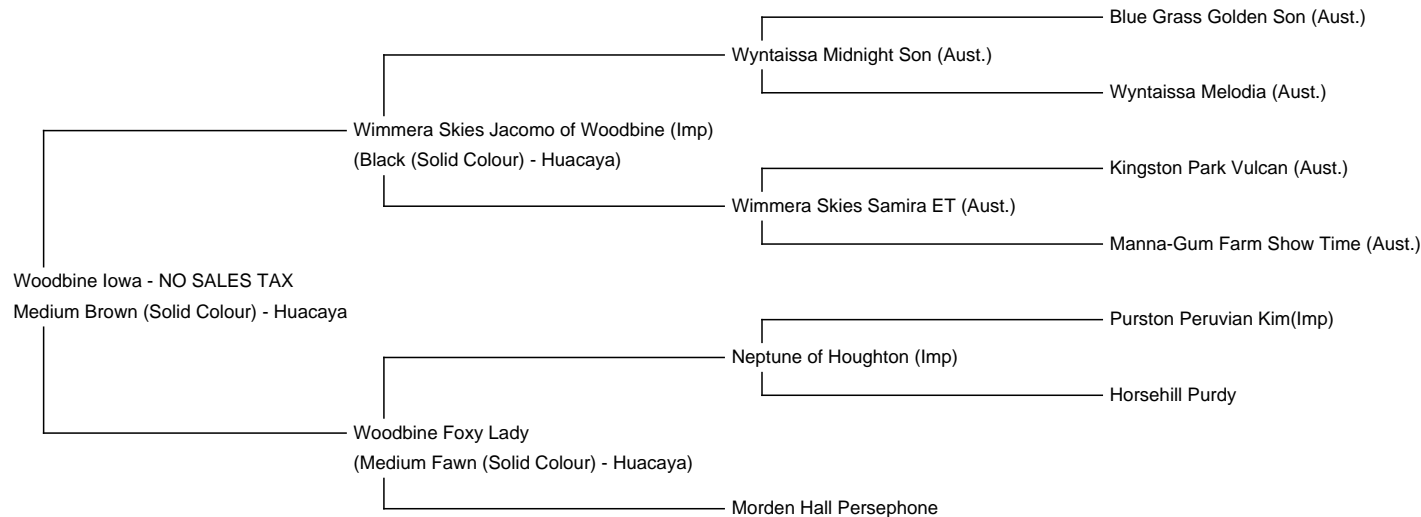 Blue Grass Golden Son (Aust.)
Wyntaissa Midnight Son (Aust.)
Wyntaissa Melodia (Aust.)
Wimmera Skies Jacomo of Woodbine (Imp)
(Black (Solid Colour) - Huacaya)
Kingston Park Vulcan (Aust.)
Wimmera Skies Samira ET (Aust.)
Manna-Gum Farm Show Time (Aust.)
Woodbine Iowa - NO SALES TAX
Medium Brown (Solid Colour) - Huacaya
Purston Peruvian Kim(Imp)
Neptune of Houghton (Imp)
Horsehill Purdy
Woodbine Foxy Lady
(Medium Fawn (Solid Colour) - Huacaya)
Morden Hall Persephone